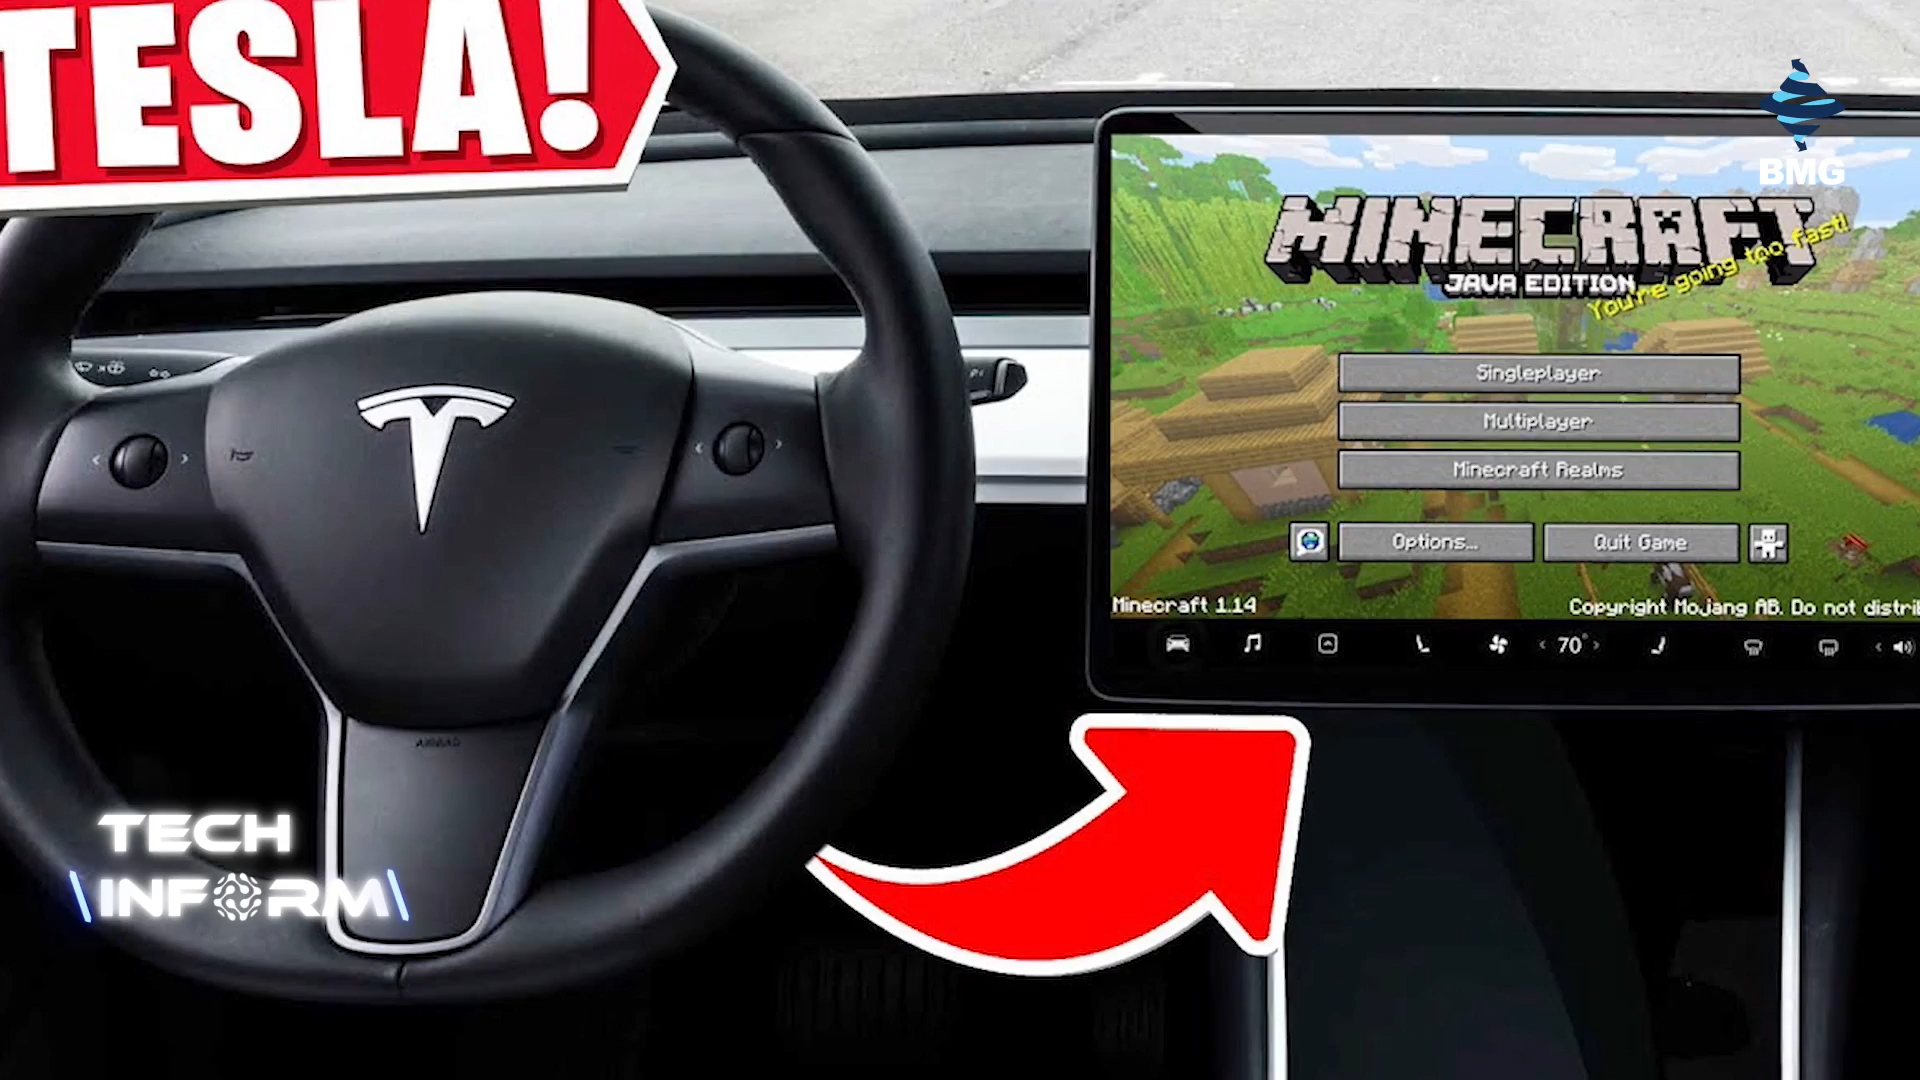 TESLA!
BMG
MINECRAFT
JAVA EDITION
You're going too fast!
Singleplayer
Multiplayer
Minecraft Realms
Options...
Quit Game
Minecraft 1.14
Copyright Mojang AB. Do not distri
70°
AIRBAG
TECH
INFORM